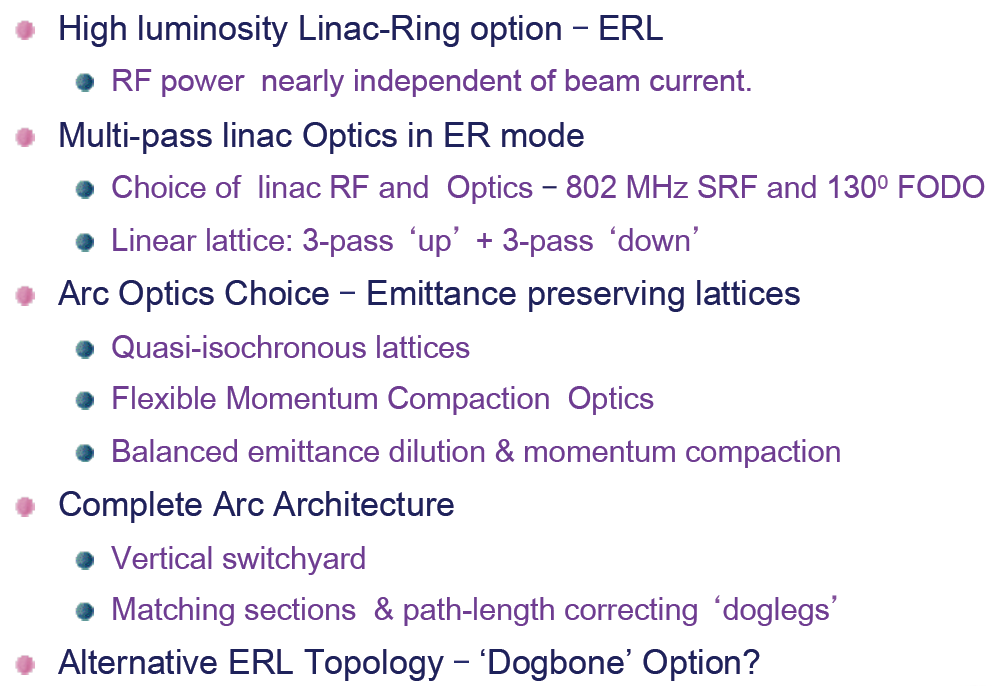 High luminosity Linac-Ring option − ERL
RF power nearly independent of beam current.
Multi-pass linac Optics in ER mode
Choice of linac RF and Optics − 802 MHz SRF and 130⁰ FODO
Linear lattice: 3-pass ‘up’ + 3-pass ‘down’
Arc Optics Choice − Emittance preserving lattices
Quasi-isochronous lattices
Flexible Momentum Compaction Optics
Balanced emittance dilution & momentum compaction
Complete Arc Architecture
Vertical switchyard
Matching sections & path-length correcting ‘doglegs’
Alternative ERL Topology − ‘Dogbone’ Option?